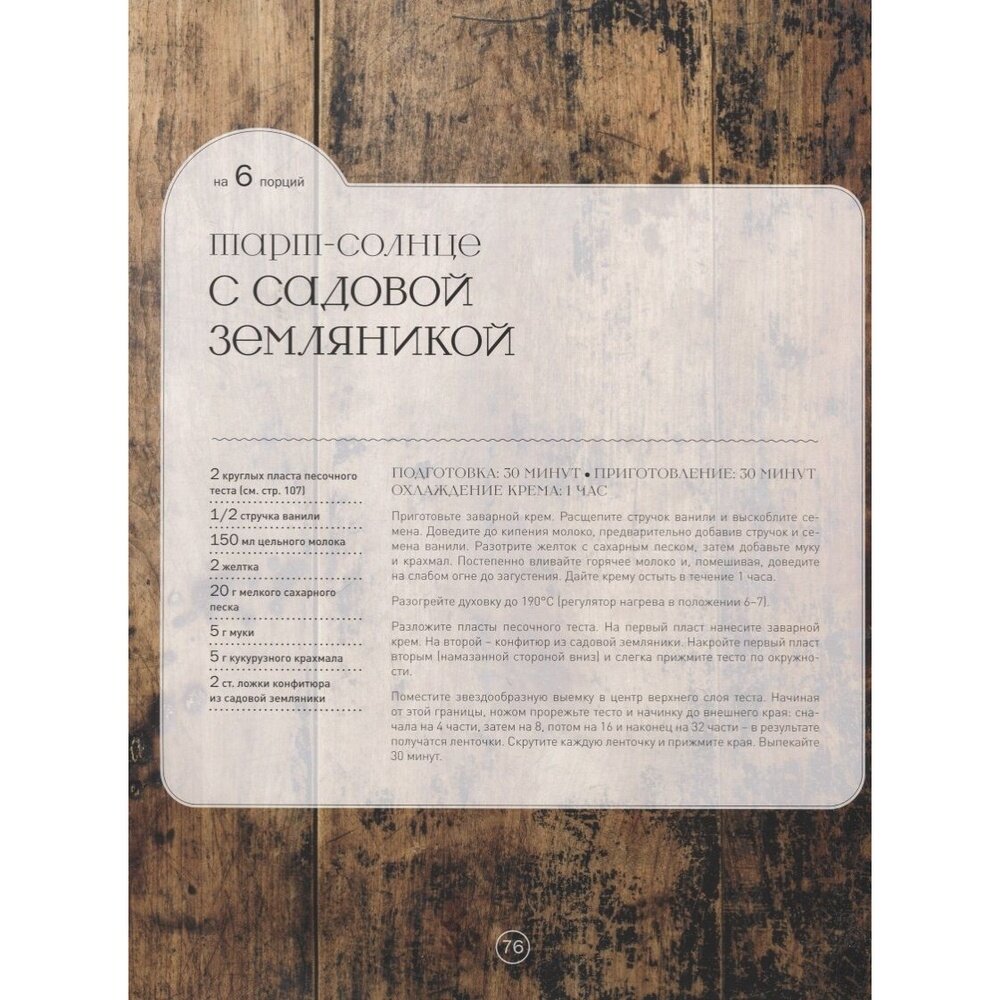 на 6 порций
тарт-солнце
с садовой
земляникой
2 круглых пласта песочного
теста (см. стр. 107)
1/2 стручка ванили
150 мл цельного молока
2 желтка
20 г мелкого сахарного
песка
5 г муки
5 г кукурузного крахмала
2 ст. ложки конфитюра
из садовой земляники
ПОДГОТОВКА: 30 МИНУТ • ПРИГОТОВЛЕНИЕ: 30 МИНУТ
ОХЛАЖДЕНИЕ КРЕМА: 1 ЧАС
Приготовьте заварной крем. Расщепите стручок ванили и выскоблите се-
мена. Доведите до кипения молоко, предварительно добавив стручок и се-
мена ванили. Разотрите желток с сахарным песком, затем добавьте муку
и крахмал. Постепенно вливайте горячее молоко и, помешивая, доведите
на слабом огне до загустения. Дайте крему остыть в течение 1 часа.
Разогрейте духовку до 190°С (регулятор нагрева в положении 6–7).
Разложите пласты песочного теста. На первый пласт нанесите заварной
крем. На второй – конфитюр из садовой земляники. Накройте первый пласт
вторым (намазанной стороной вниз) и слегка прижмите тесто по окружно-
сти.
Поместите звездообразную выемку в центр верхнего слоя теста. Начиная
от этой границы, ножом прорежьте тесто и начинку до внешнего края: сна-
чала на 4 части, затем на 8, потом на 16 и наконец на 32 части – в результате
получатся ленточки. Скрутите каждую ленточку и прижмите края. Выпекайте
30 минут.
76